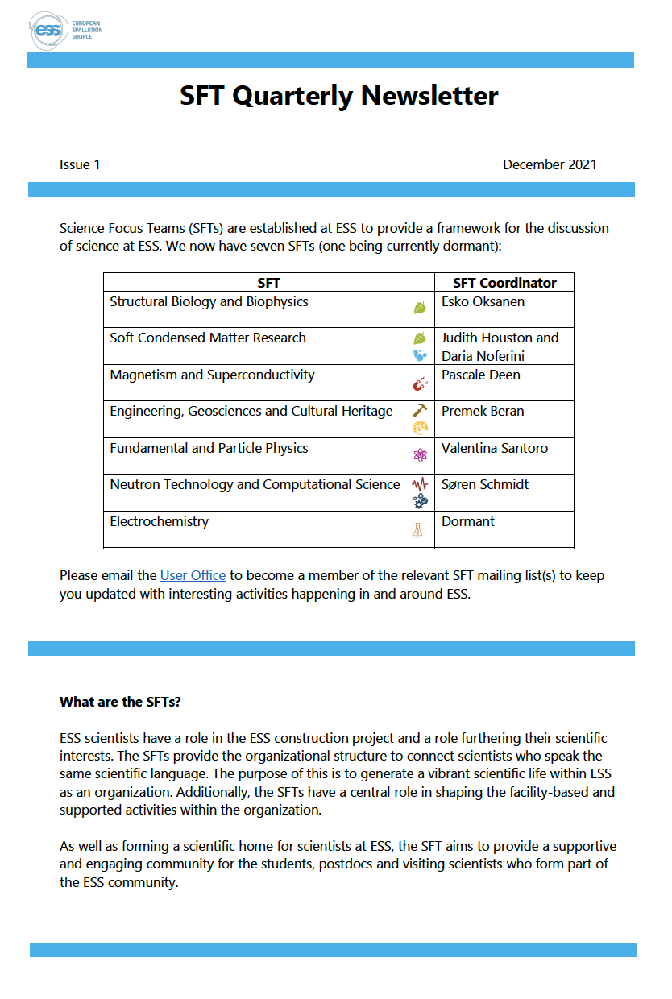 ess
EUROPEAN
SPALLATION
SOURCE
SFT Quarterly Newsletter
Issue 1 December 2021
Science Focus Teams (SFTs) are established at ESS to provide a framework for the discussion
of science at ESS. We now have seven SFTs (one being currently dormant):
SFT SFT Coordinator
Structural Biology and Biophysics Esko Oksanen
Soft Condensed Matter Research Judith Houston and
Daria Noferini
Magnetism and Superconductivity Pascale Deen
Engineering, Geosciences and Cultural Heritage Premek Beran
Fundamental and Particle Physics Valentina Santoro
Neutron Technology and Computational Science Søren Schmidt
Electrochemistry Dormant
Please email the User Office to become a member of the relevant SFT mailing list(s) to keep
you updated with interesting activities happening in and around ESS.
What are the SFTs?
ESS scientists have a role in the ESS construction project and a role furthering their scientific
interests. The SFTs provide the organizational structure to connect scientists who speak the
same scientific language. The purpose of this is to generate a vibrant scientific life within ESS
as an organization. Additionally, the SFTs have a central role in shaping the facility-based and
supported activities within the organization.
As well as forming a scientific home for scientists at ESS, the SFT aims to provide a supportive
and engaging community for the students, postdocs and visiting scientists who form part of
the ESS community.